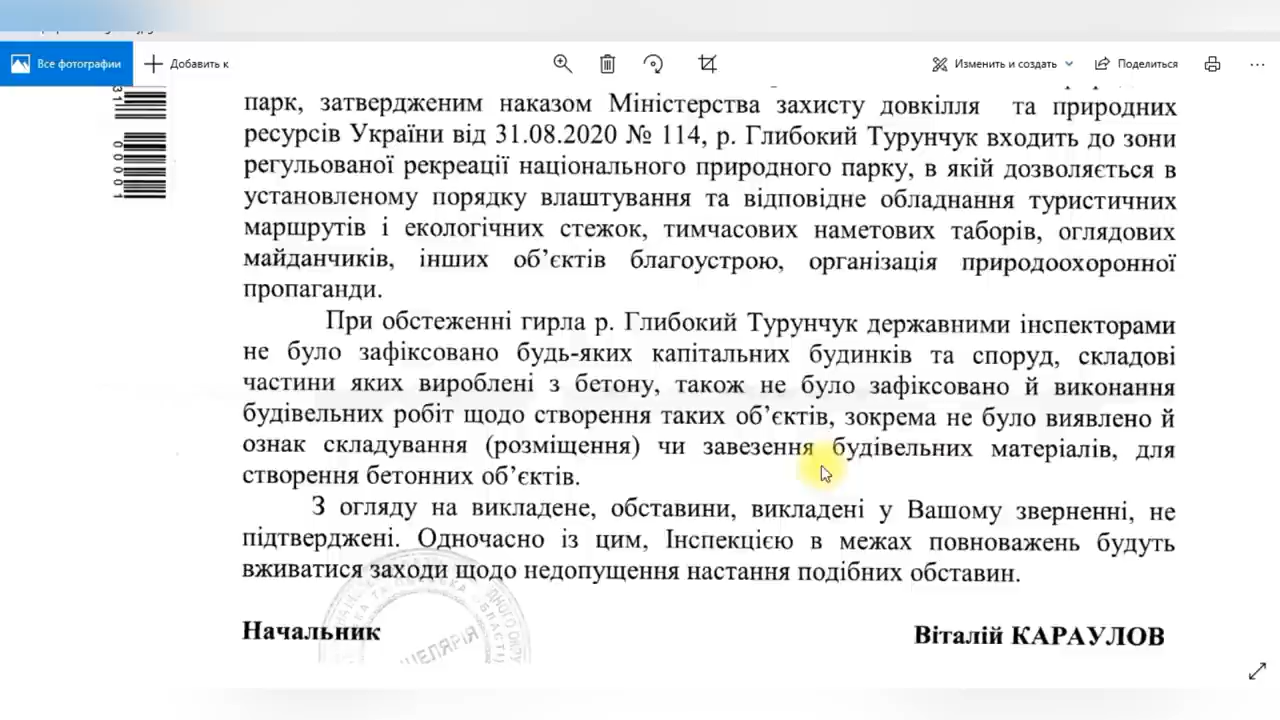 Все фотографии
Добавить к
Изменить и создать
Поделиться
31
00001
парк, затвердженим наказом Міністерства захисту довкілля та природних
ресурсів України від 31.08.2020 № 114, р. Глибокий Турунчук входить до зони
регульованої рекреації національного природного парку, в якій дозволяється в
установленому порядку влаштування та відповідне обладнання туристичних
маршрутів і екологічних стежок, тимчасових наметових таборів, оглядових
майданчиків, інших об’єктів благоустрою, організація природоохоронної
пропаганди.
При обстеженні гирла р. Глибокий Турунчук державними інспекторами
не було зафіксовано будь-яких капітальних будинків та споруд, складові
частини яких вироблені з бетону, також не було зафіксовано й виконання
будівельних робіт щодо створення таких об’єктів, зокрема не було виявлено й
ознак складування (розміщення) чи завезення будівельних матеріалів, для
створення бетонних об’єктів.
З огляду на викладене, обставини, викладені у Вашому зверненні, не
підтверджені. Одночасно із цим, Інспекцією в межах повноважень будуть
вживатися заходи щодо недопущення настання подібних обставин.
Начальник
Віталій КАРАУЛОВ